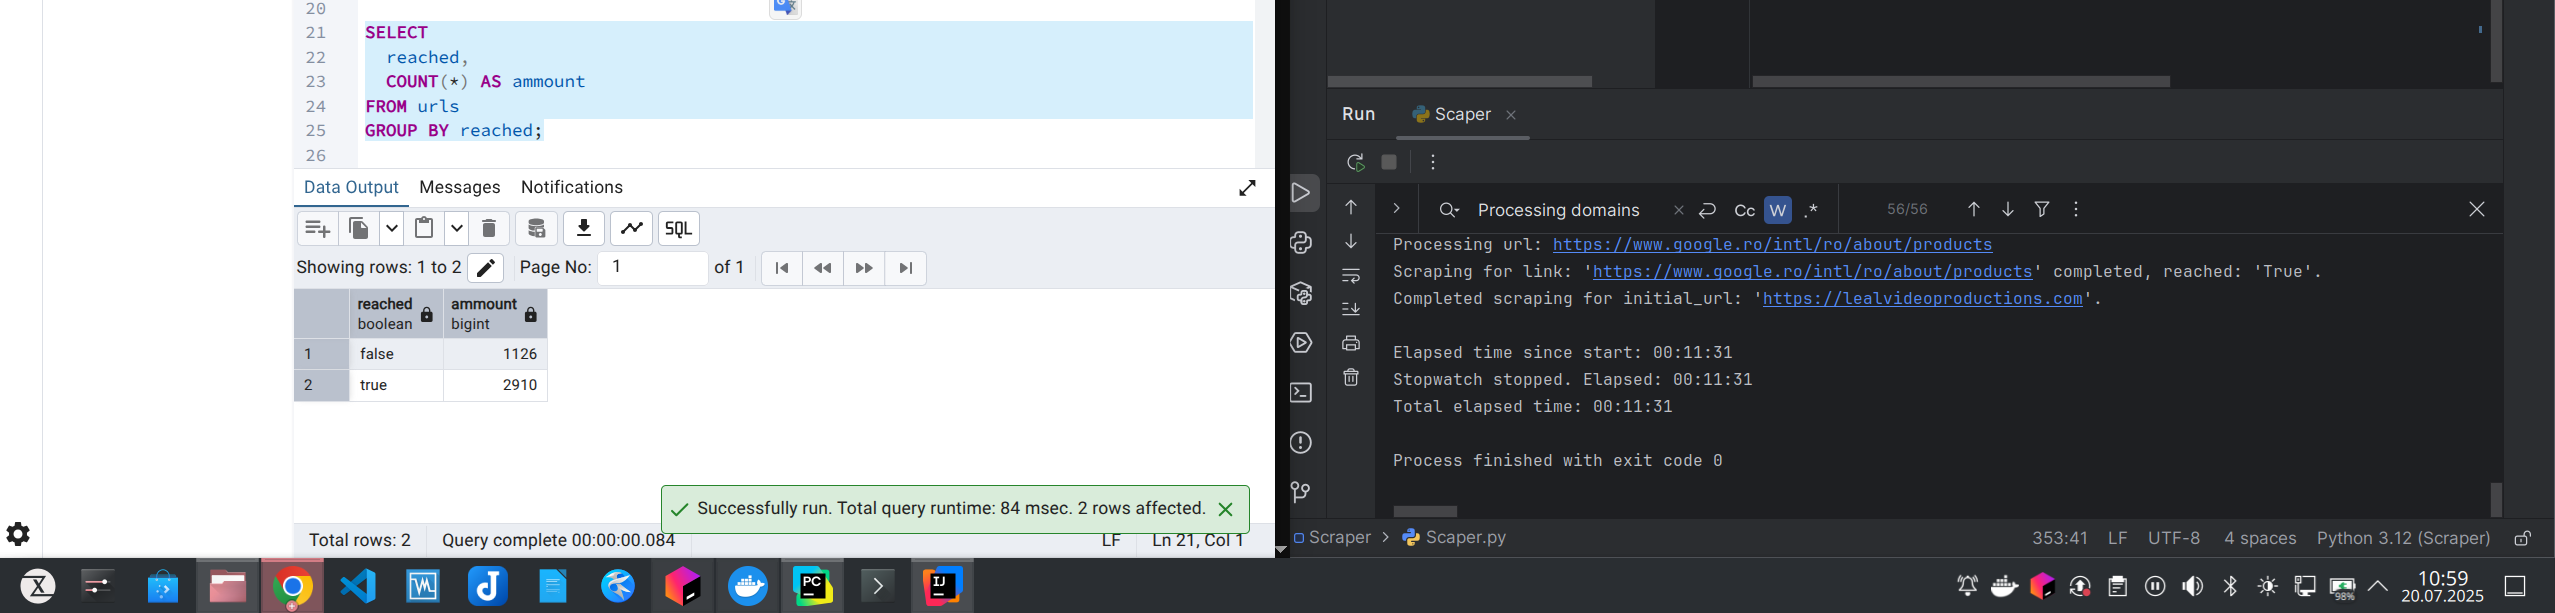 20
21 SELECT
22 reached,
23 COUNT(*) AS ammount
24 FROM urls
25 GROUP BY reached;
26
Data Output Messages Notifications
SQL
Showing rows: 1 to 2 Page No: 1 of 1
reached boolean ammount bigint
1 false 1126
2 true 2910
Successfully run. Total query runtime: 84 msec. 2 rows affected.
Total rows: 2 Query complete 00:00:00.084 LF Ln 21, Col 1
Run Scaper
Processing domains Cc W .* 56/56
Processing url: https://www.google.ro/intl/ro/about/products
Scraping for link: 'https://www.google.ro/intl/ro/about/products' completed, reached: 'True'.
Completed scraping for initial_url: 'https://lealvideoproductions.com'.
Elapsed time since start: 00:11:31
Stopwatch stopped. Elapsed: 00:11:31
Total elapsed time: 00:11:31
Process finished with exit code 0
Scraper > Scaper.py 353:41 LF UTF-8 4 spaces Python 3.12 (Scraper)
PC IJ 98% 10:59
20.07.2025